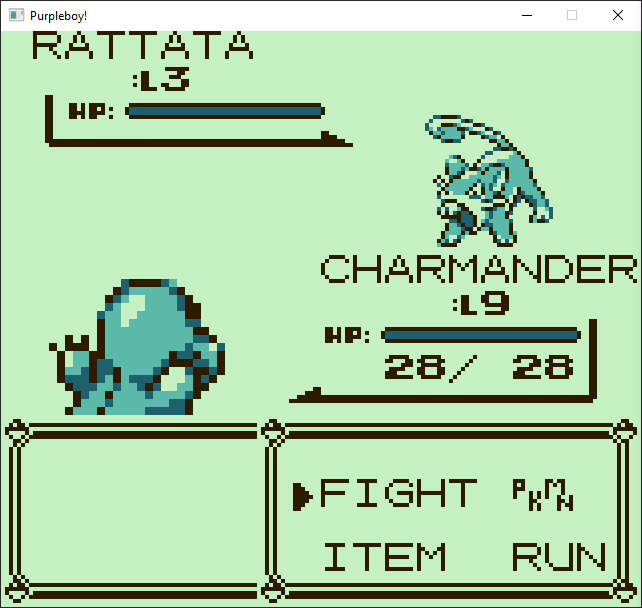 Purpleboy!
RATTATA
:L3
HP:
CHARMANDER
:L9
HP:
28/ 28
FIGHT PKMN
ITEM RUN